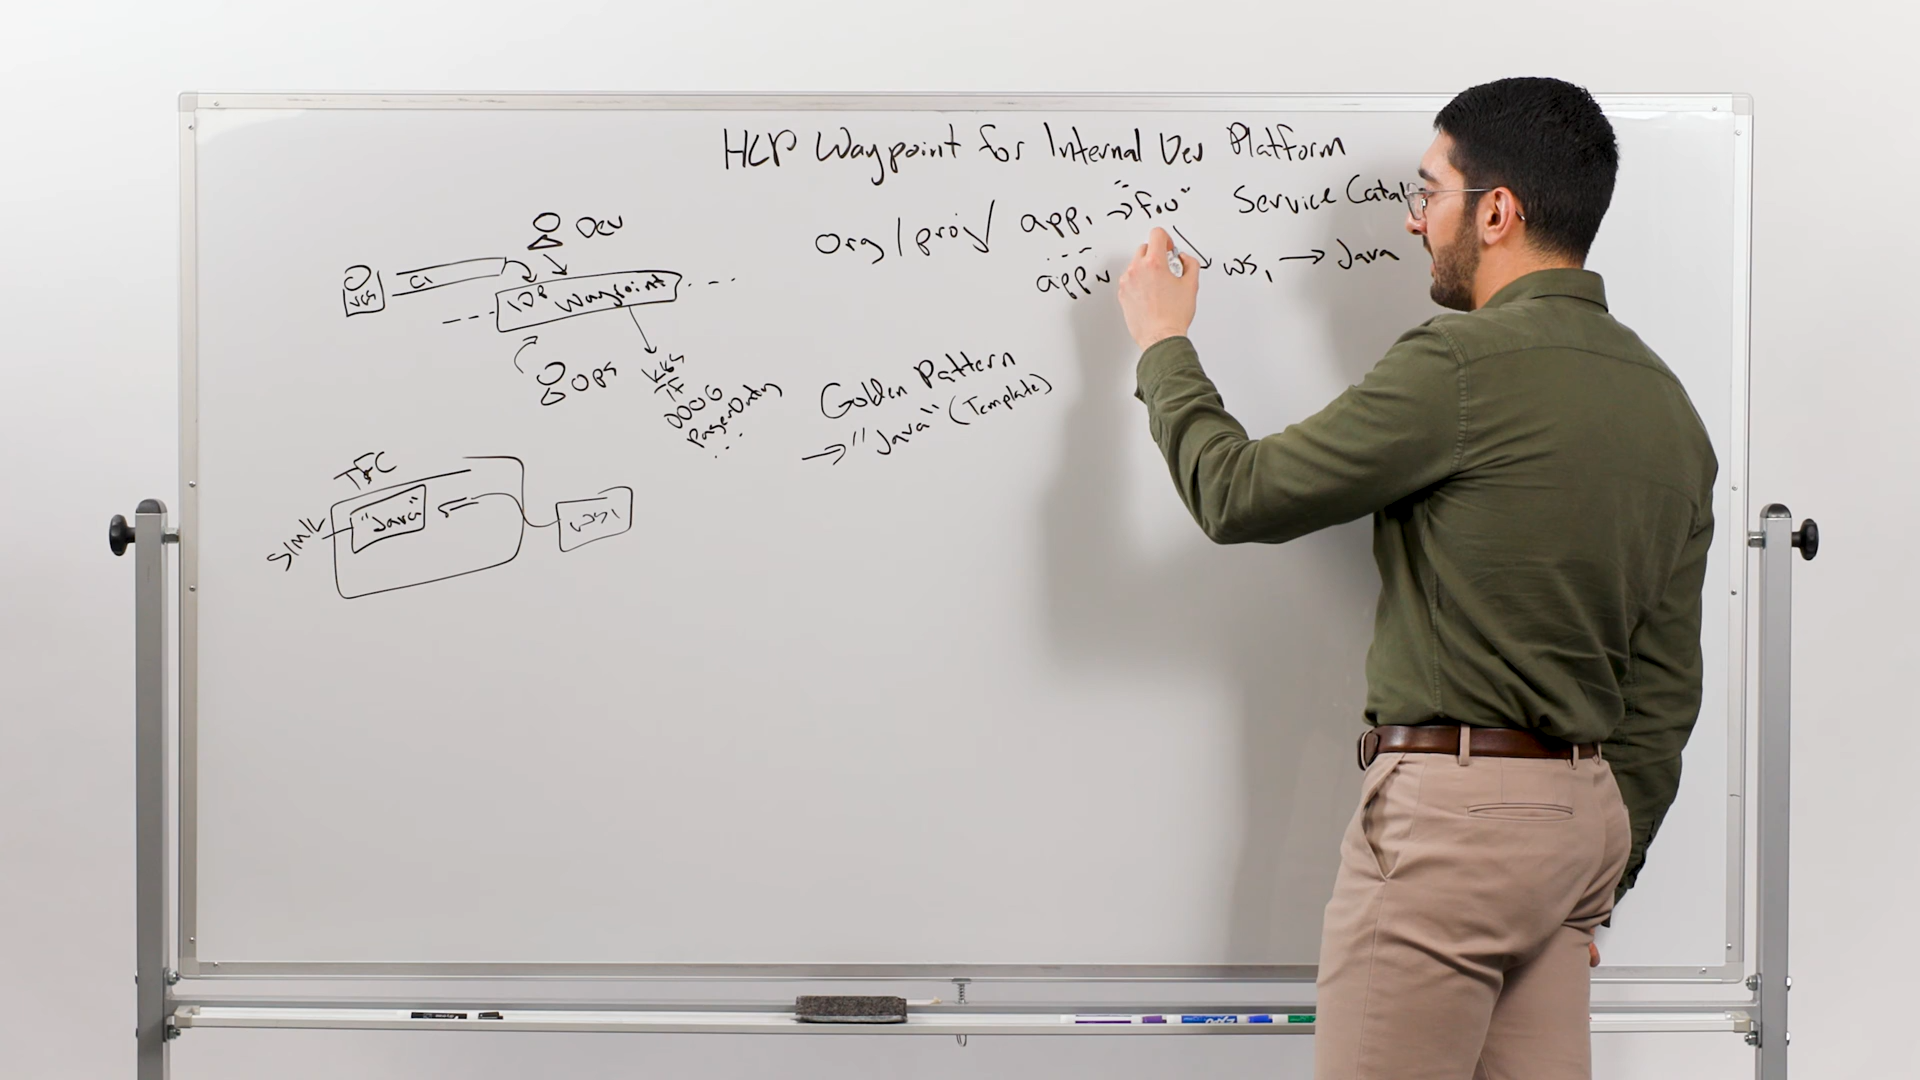 HCP Waypoint for Internal Dev Platform
Org/proj/ app1 → "foo" Service Catal
appN ws1 → Java
Dev
VCS CI
IDP Waypoint
Ops
K8S
TF
DDOG
PagerDuty
Golden Pattern
→ "Java" (Template)
TFC
"Java"
WS1